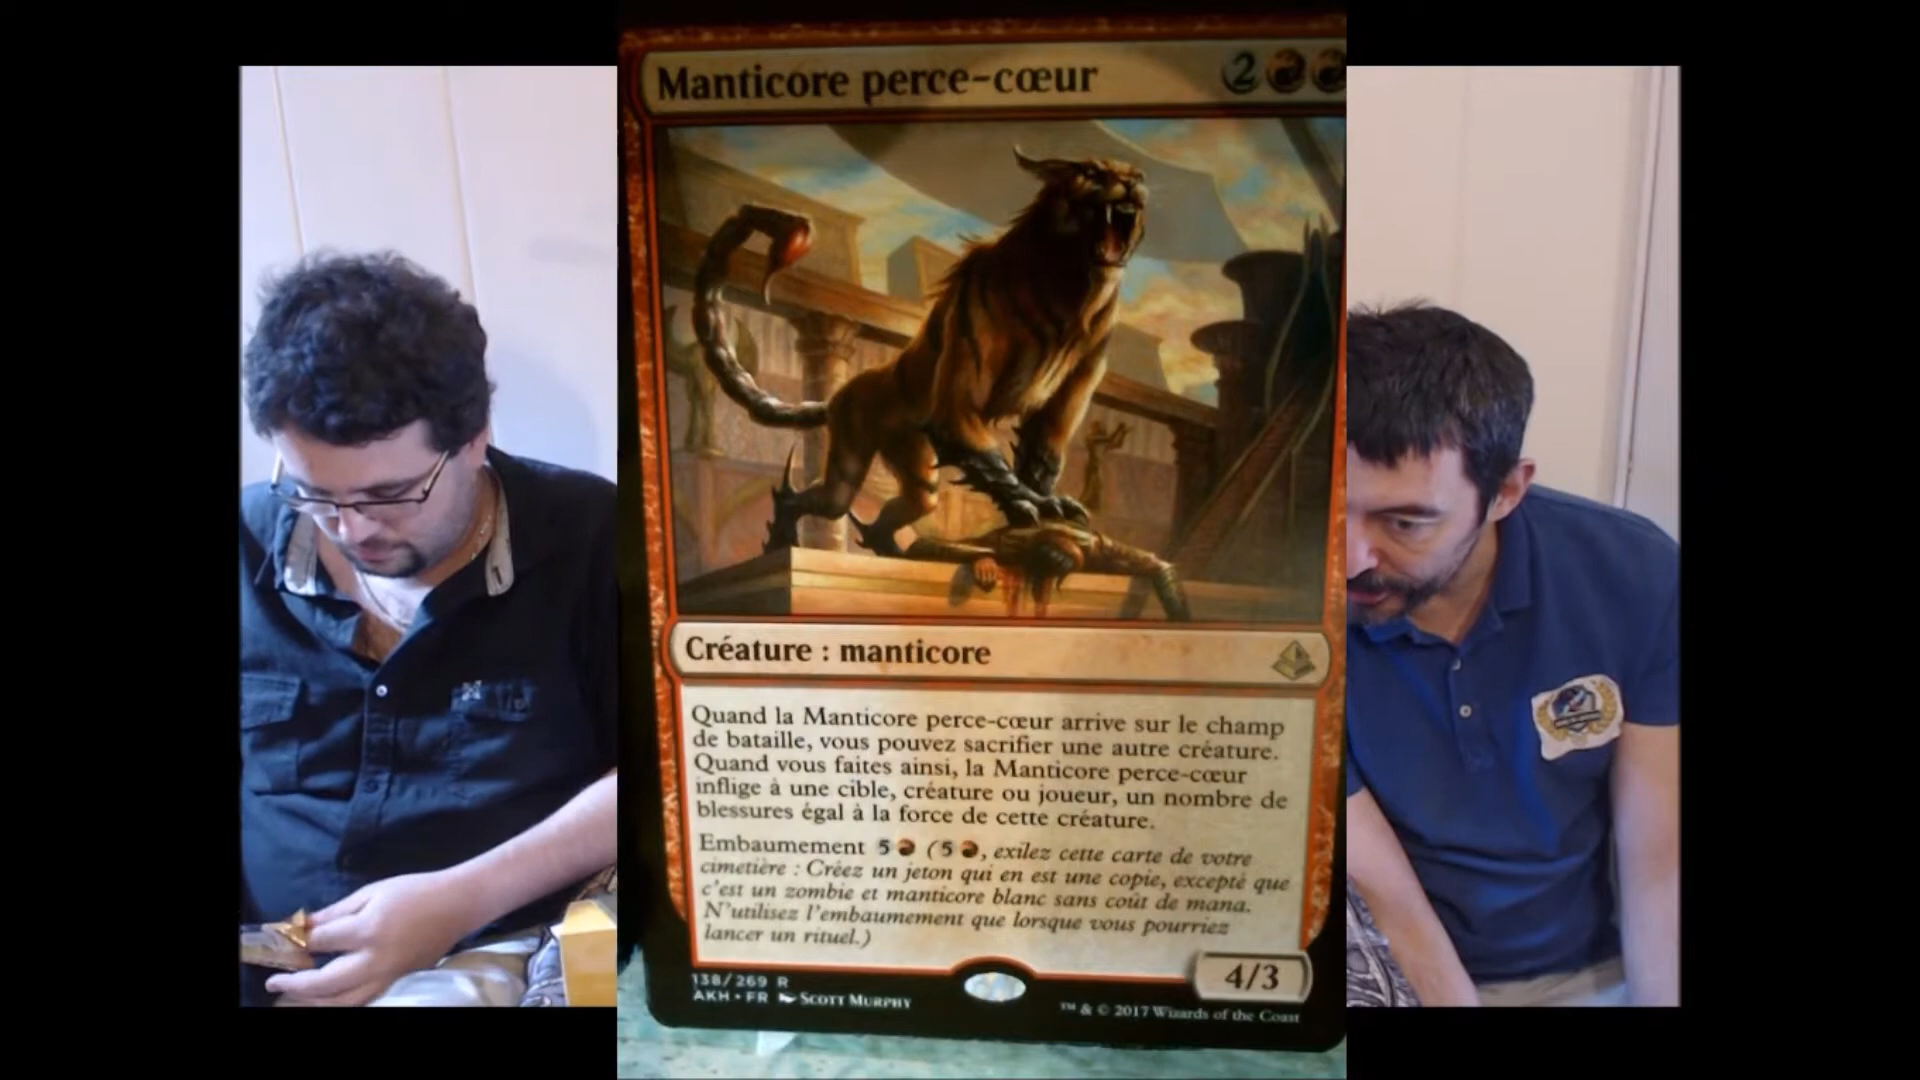 Manticore perce-cœur 2
Créature : manticore
Quand la Manticore perce-cœur arrive sur le champ
de bataille, vous pouvez sacrifier une autre créature.
Quand vous faites ainsi, la Manticore perce-cœur
inflige à une cible, créature ou joueur, un nombre de
blessures égal à la force de cette créature.
Embaumement 5 (5 , exilez cette carte de votre
cimetière : Créez un jeton qui en est une copie, excepté que
c'est un zombie et manticore blanc sans coût de mana.
N'utilisez l'embaumement que lorsque vous pourriez
lancer un rituel.)
4/3
138/269 R
AKH • FR Scott Murphy
™ & © 2017 Wizards of the Coast